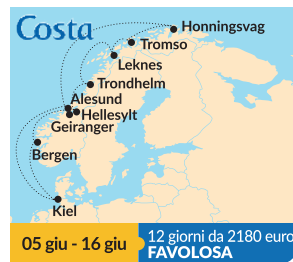 Costa
Honningsvag
Tromso
Leknes
Trondhelm
Alesund
Hellesylt
Geiranger
Bergen
Kiel
05 giu - 16 giu
12 giorni da 2180 euro
FAVOLOSA